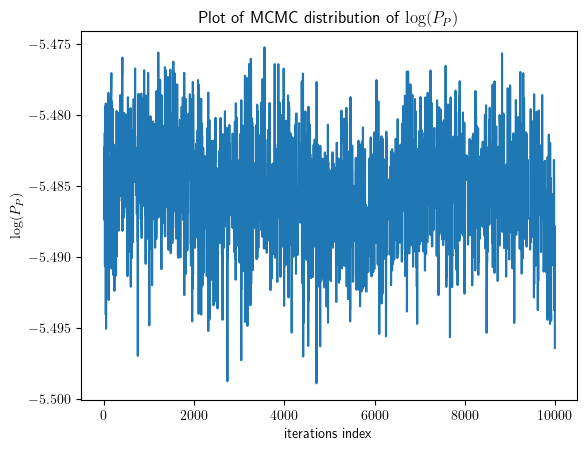 Plot of MCMC distribution of log(P_P)
−5.475
−5.480
−5.485
−5.490
−5.495
−5.500
log(P_P)
0 2000 4000 6000 8000 10000
iterations index